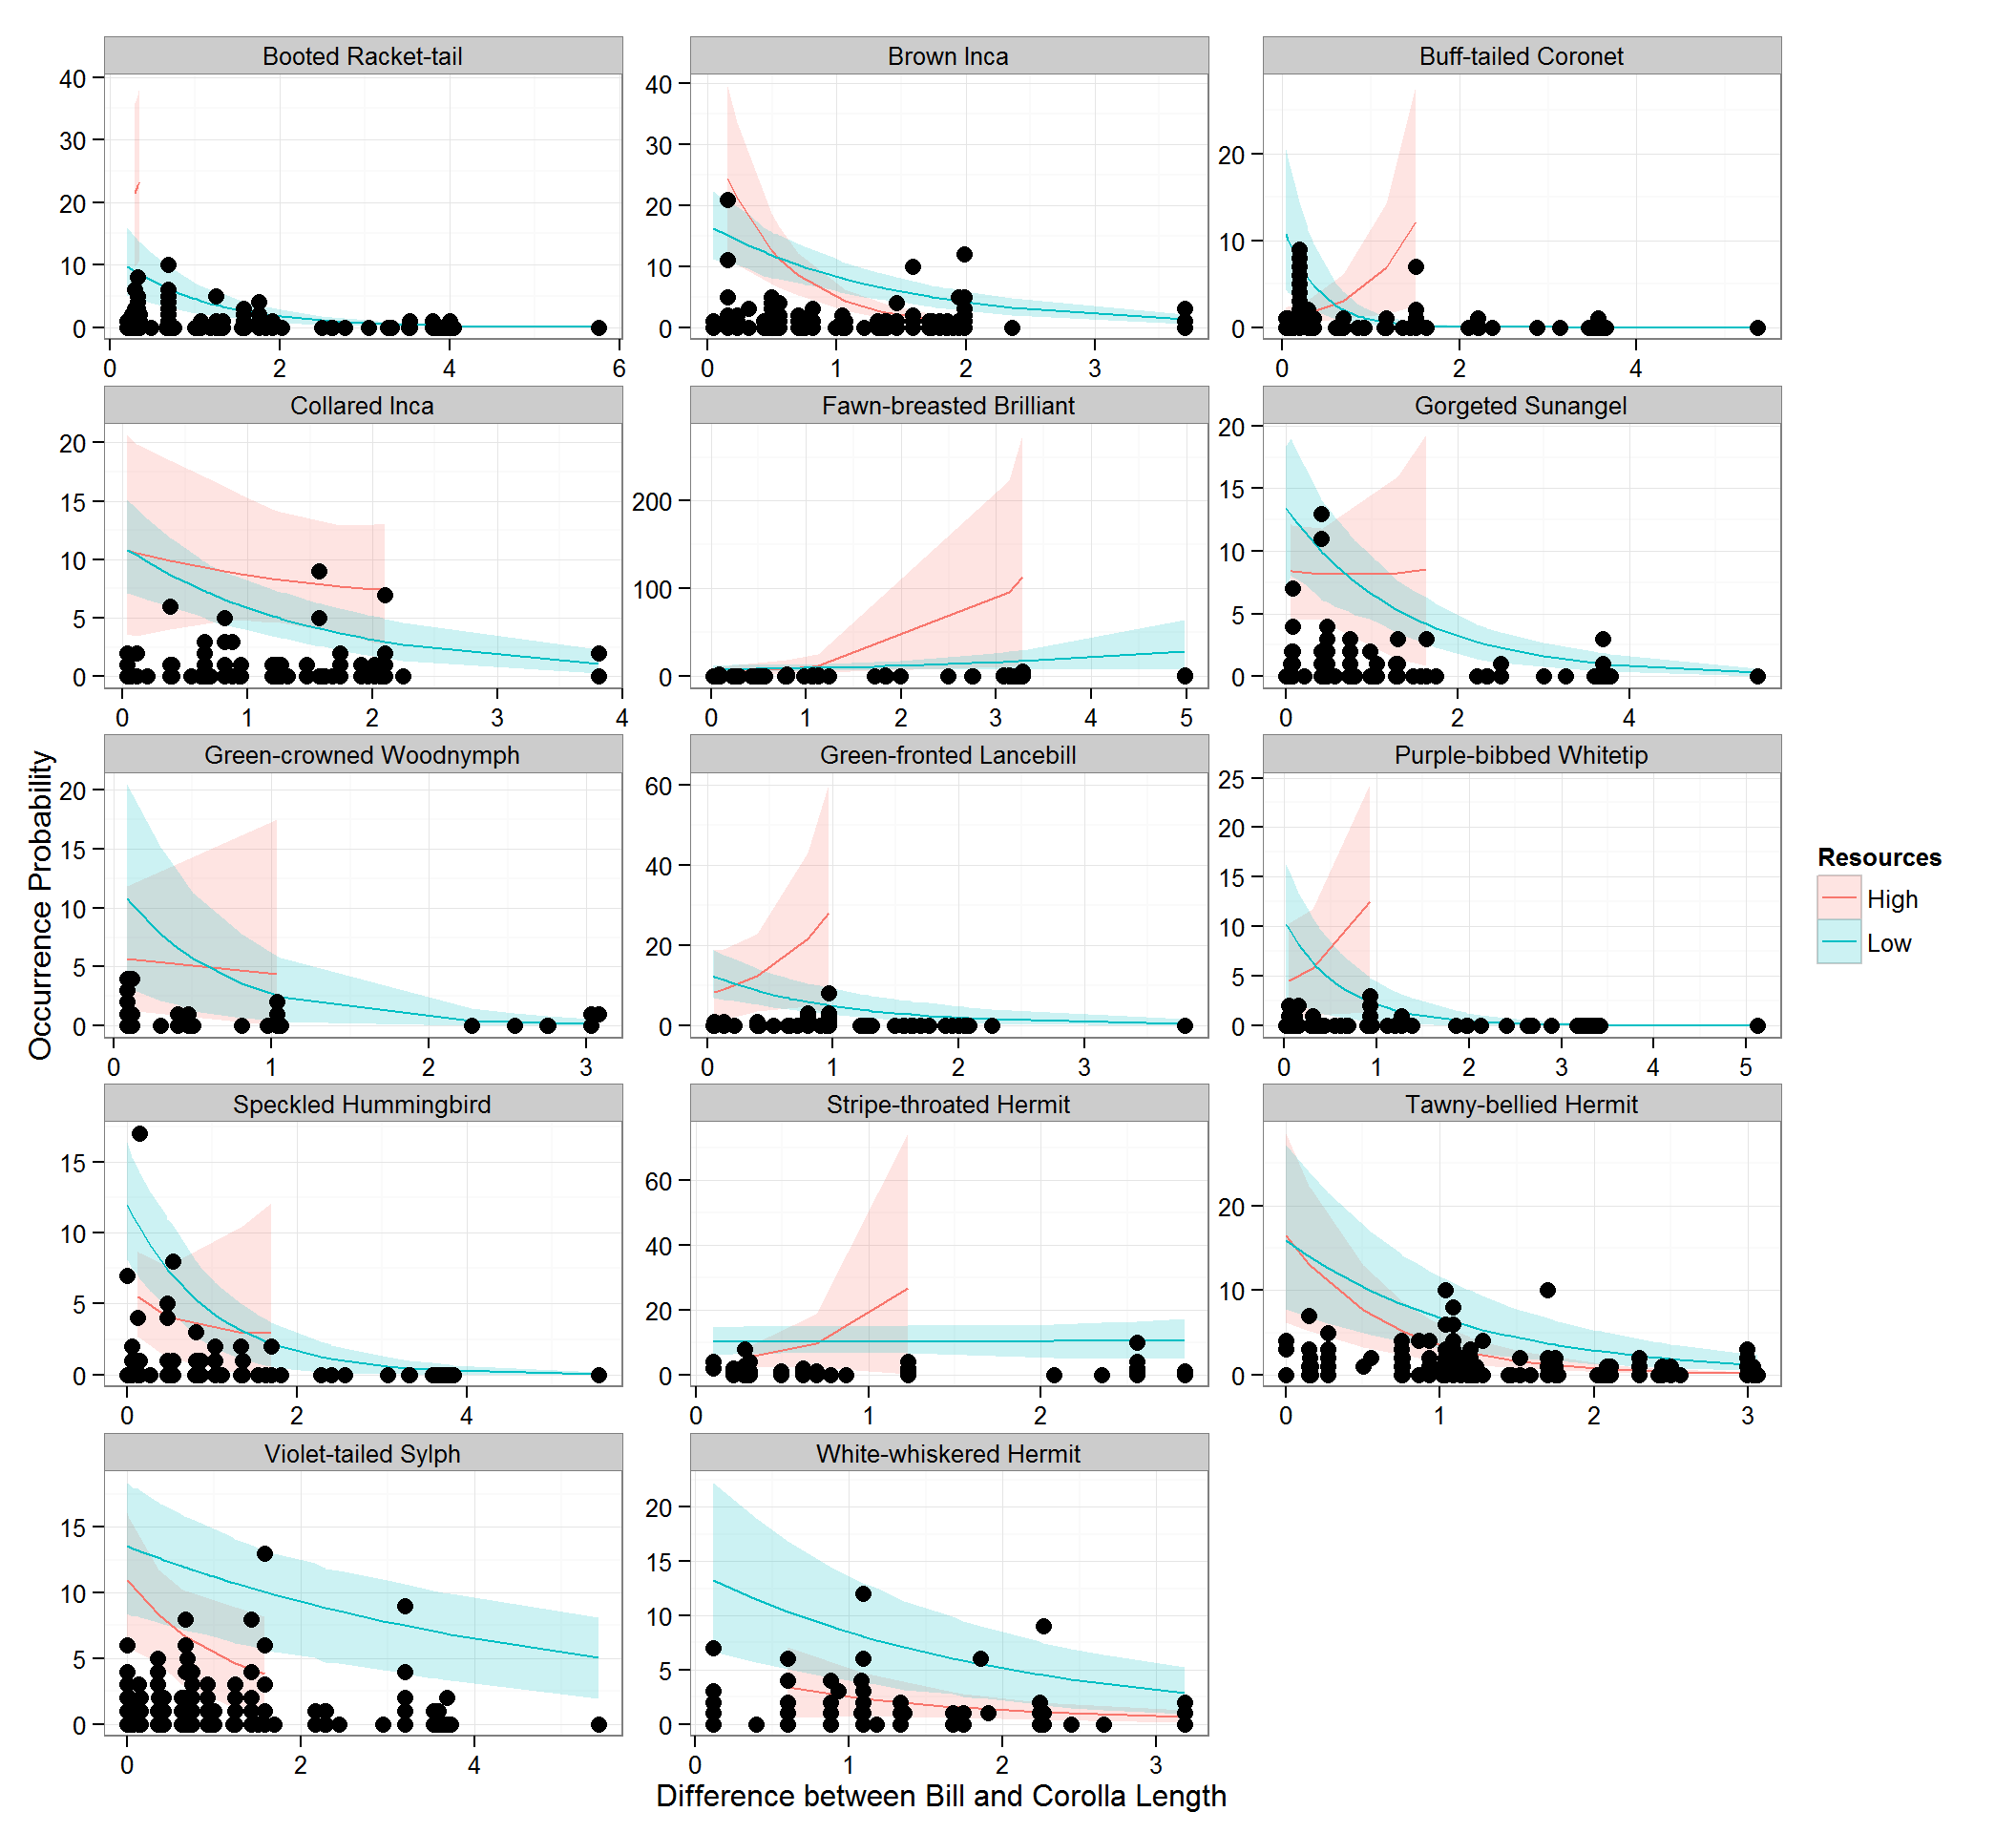 Booted Racket-tail Brown Inca Buff-tailed Coronet
40
30
20
10
0
0 2 4 6
40
30
20
10
0
0 1 2 3
20
10
0
0 2 4
Collared Inca Fawn-breasted Brilliant Gorgeted Sunangel
20
15
10
5
0
0 1 2 3 4
200
100
0
0 1 2 3 4 5
20
15
10
5
0
0 2 4
Green-crowned Woodnymph Green-fronted Lancebill Purple-bibbed Whitetip
20
15
10
5
0
0 1 2 3
60
40
20
0
0 1 2 3
25
20
15
10
5
0
0 1 2 3 4 5
Speckled Hummingbird Stripe-throated Hermit Tawny-bellied Hermit
15
10
5
0
0 2 4
60
40
20
0
0 1 2
20
10
0
0 1 2 3
Violet-tailed Sylph White-whiskered Hermit
15
10
5
0
0 2 4
20
15
10
5
0
0 1 2 3
Occurrence Probability
Difference between Bill and Corolla Length
Resources
High
Low